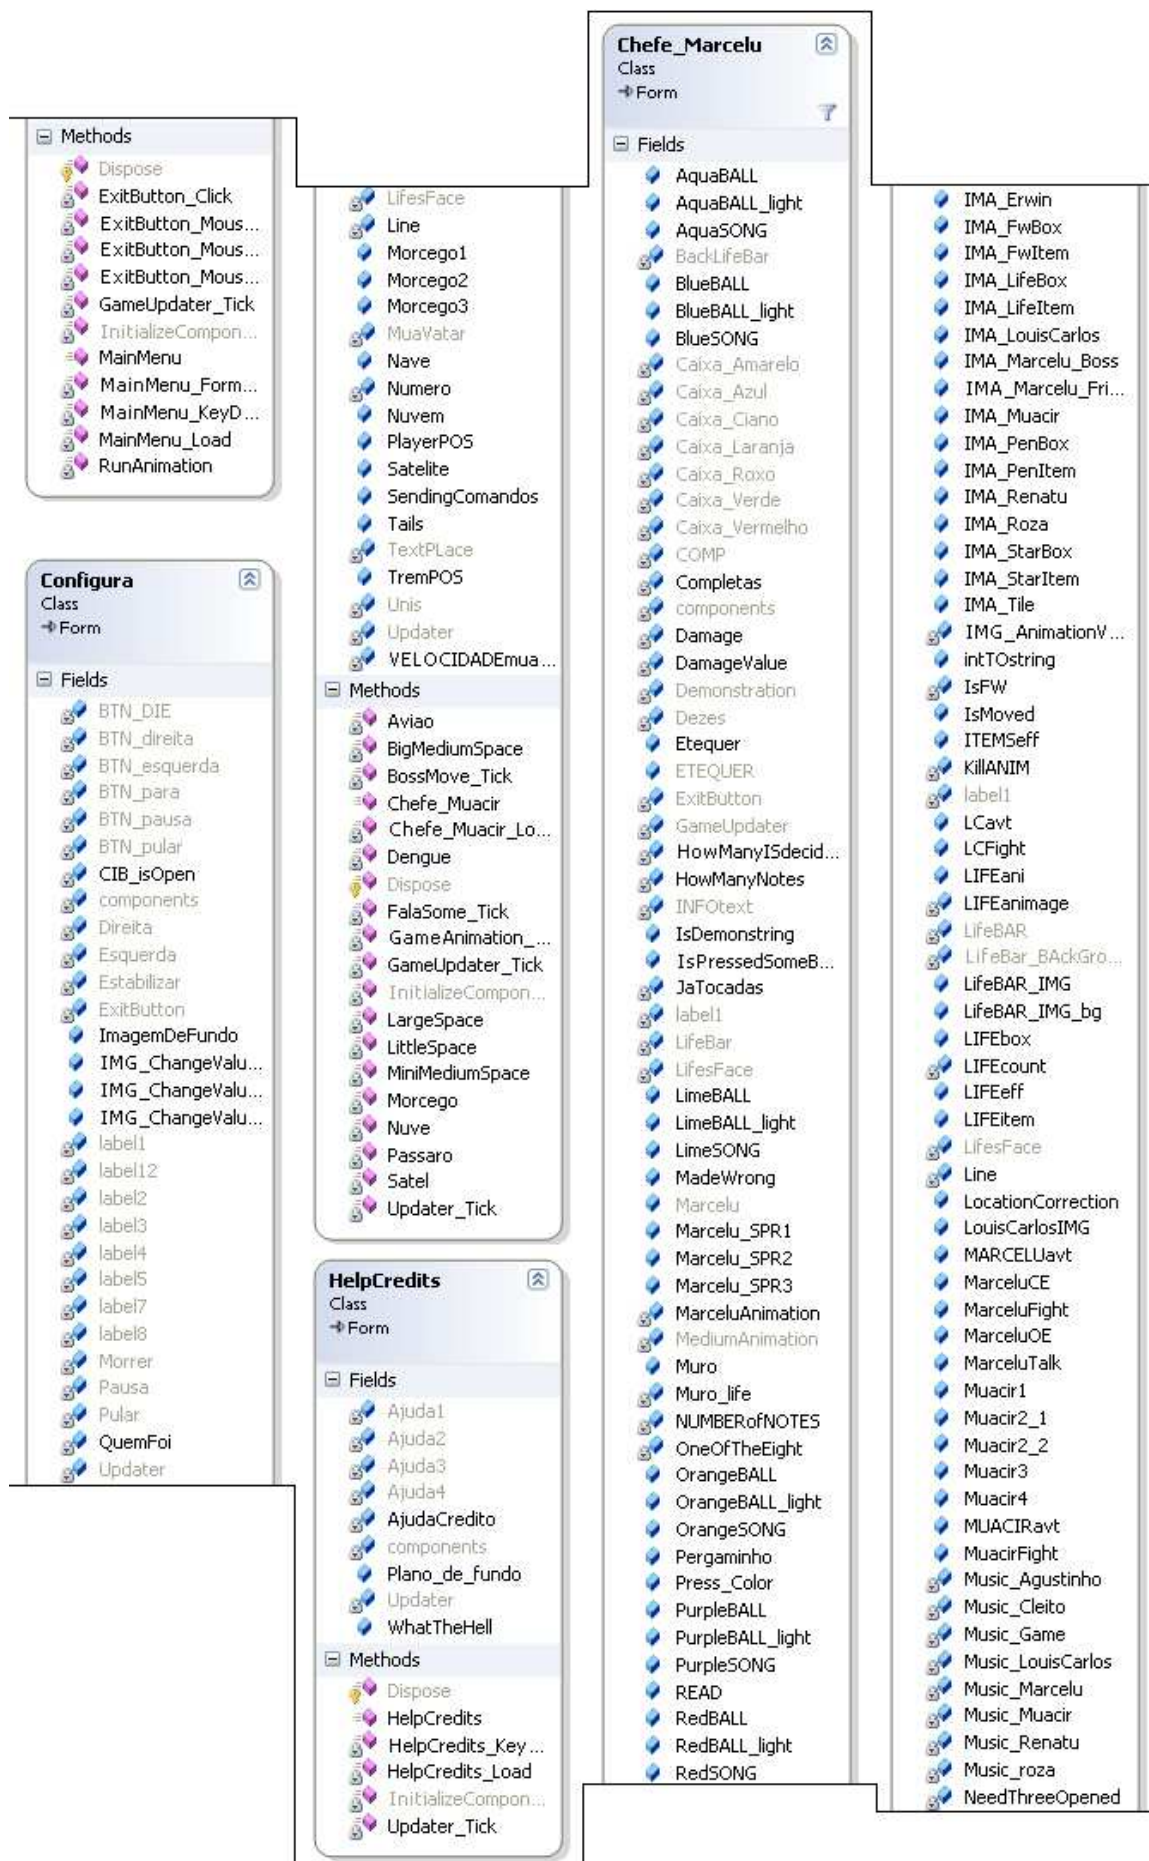 Methods
Dispose
ExitButton_Click
ExitButton_Mous...
ExitButton_Mous...
ExitButton_Mous...
GameUpdater_Tick
InitializeCompon...
MainMenu
MainMenu_Form...
MainMenu_KeyD...
MainMenu_Load
RunAnimation
Configura
Class
Form
Fields
BTN_DIE
BTN_direita
BTN_esquerda
BTN_para
BTN_pausa
BTN_pular
CIB_isOpen
components
Direita
Esquerda
Estabilizar
ExitButton
ImagemDeFundo
IMG_ChangeValu...
IMG_ChangeValu...
IMG_ChangeValu...
label1
label12
label2
label3
label4
label5
label7
label8
Morrer
Pausa
Pular
QuemFoi
Updater
LifesFace
Line
Morcego1
Morcego2
Morcego3
MuaVatar
Nave
Numero
Nuvem
PlayerPOS
Satelite
SendingComandos
Tails
TextPLace
TremPOS
Unis
Updater
VELOCIDADEmua...
Methods
Aviao
BigMediumSpace
BossMove_Tick
Chefe_Muacir
Chefe_Muacir_Lo...
Dengue
Dispose
FalaSome_Tick
GameAnimation_...
GameUpdater_Tick
InitializeCompon...
LargeSpace
LittleSpace
MiniMediumSpace
Morcego
Nuve
Passaro
Satel
Updater_Tick
HelpCredits
Class
Form
Fields
Ajuda1
Ajuda2
Ajuda3
Ajuda4
AjudaCredito
components
Plano_de_fundo
Updater
WhatTheHell
Methods
Dispose
HelpCredits
HelpCredits_Key...
HelpCredits_Load
InitializeCompon...
Updater_Tick
Chefe_Marcelu
Class
Form
Fields
AquaBALL
AquaBALL_light
AquaSONG
BackLifeBar
BlueBALL
BlueBALL_light
BlueSONG
Caixa_Amarelo
Caixa_Azul
Caixa_Ciano
Caixa_Laranja
Caixa_Roxo
Caixa_Verde
Caixa_Vermelho
COMP
Completas
components
Damage
DamageValue
Demonstration
Dezes
Etequer
ETEQUER
ExitButton
GameUpdater
HowManyISdecid...
HowManyNotes
INFOtext
IsDemonstring
IsPressedSomeB...
JaTocadas
label1
LifeBar
LifesFace
LimeBALL
LimeBALL_light
LimeSONG
MadeWrong
Marcelu
Marcelu_SPR1
Marcelu_SPR2
Marcelu_SPR3
MarceluAnimation
MediumAnimation
Muro
Muro_life
NUMBERofNOTES
OneOfTheEight
OrangeBALL
OrangeBALL_light
OrangeSONG
Pergaminho
Press_Color
PurpleBALL
PurpleBALL_light
PurpleSONG
READ
RedBALL
RedBALL_light
RedSONG
IMA_Erwin
IMA_FwBox
IMA_FwItem
IMA_LifeBox
IMA_LifeItem
IMA_LouisCarlos
IMA_Marcelu_Boss
IMA_Marcelu_Fri...
IMA_Muacir
IMA_PenBox
IMA_PenItem
IMA_Renatu
IMA_Roza
IMA_StarBox
IMA_StarItem
IMA_Tile
IMG_AnimationV...
intTOstring
IsFW
IsMoved
ITEMSeff
KillANIM
label1
LCavt
LCFight
LIFEani
LIFEanimage
LifeBAR
LifeBar_BAckGro...
LifeBAR_IMG
LifeBAR_IMG_bg
LIFEbox
LIFEcount
LIFEeff
LIFEitem
LifesFace
Line
LocationCorrection
LouisCarlosIMG
MARCELUavt
MarceluCE
MarceluFight
MarceluOE
MarceluTalk
Muacir1
Muacir2_1
Muacir2_2
Muacir3
Muacir4
MUACIRavt
MuacirFight
Music_Agustinho
Music_Cleito
Music_Game
Music_LouisCarlos
Music_Marcelu
Music_Muacir
Music_Renatu
Music_roza
NeedThreeOpened